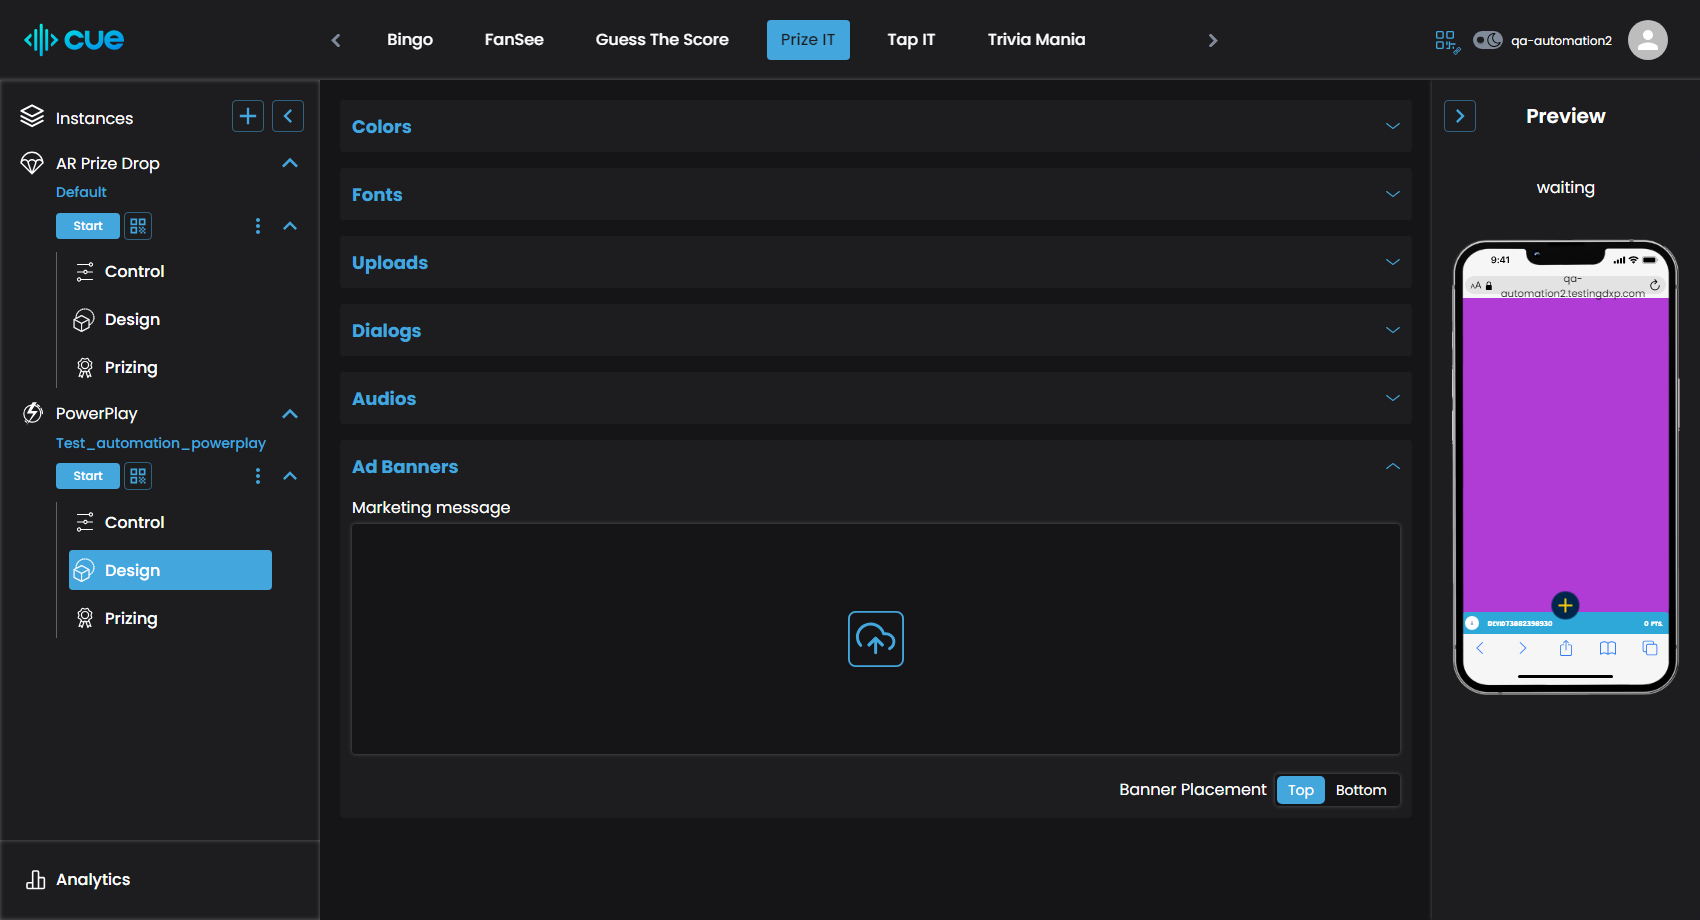 cue
Bingo
FanSee
Guess The Score
Prize IT
Tap IT
Trivia Mania
qa-automation2
Instances
AR Prize Drop
Default
Start
Control
Design
Prizing
PowerPlay
Test_automation_powerplay
Start
Control
Design
Prizing
Analytics
Colors
Fonts
Uploads
Dialogs
Audios
Ad Banners
Marketing message
Banner Placement Top Bottom
Preview
waiting
9:41
AA
qa-
automation2.testingdxp.com
DEVID73882398930 0 PTS.